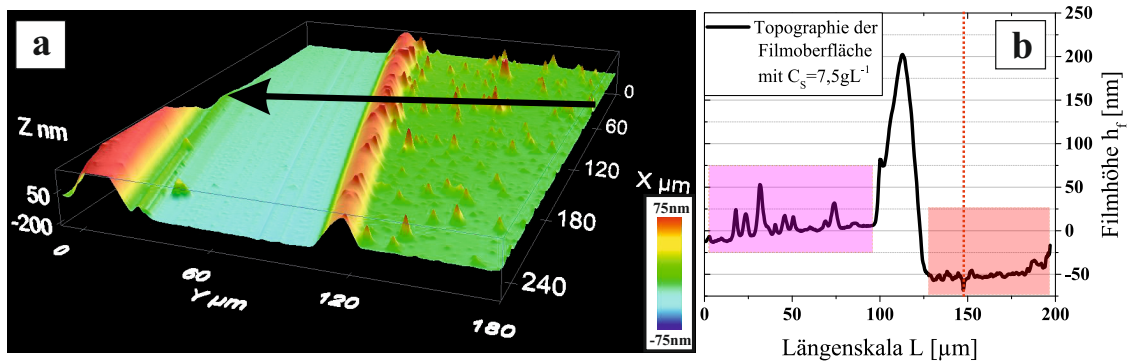 a
Z nm
50
-200
0
60
120
180
Y µm
0
60
120
180
240
X µm
75nm
-75nm
b
Topographie der
Filmoberfläche
mit C_S=7,5gL⁻¹
250
200
150
100
50
0
-50
Filmhöhe h_f [nm]
0
50
100
150
200
Längenskala L [µm]